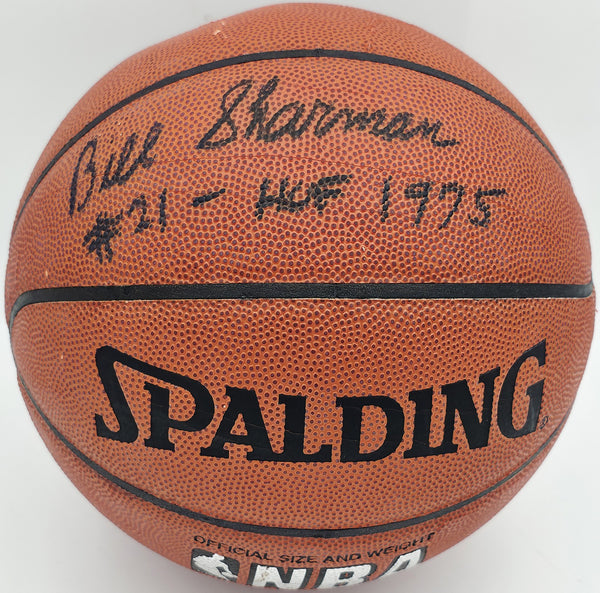 Bill Sharman
#21 - HOF 1975
SPALDING
OFFICIAL SIZE AND WEIGHT
NBA